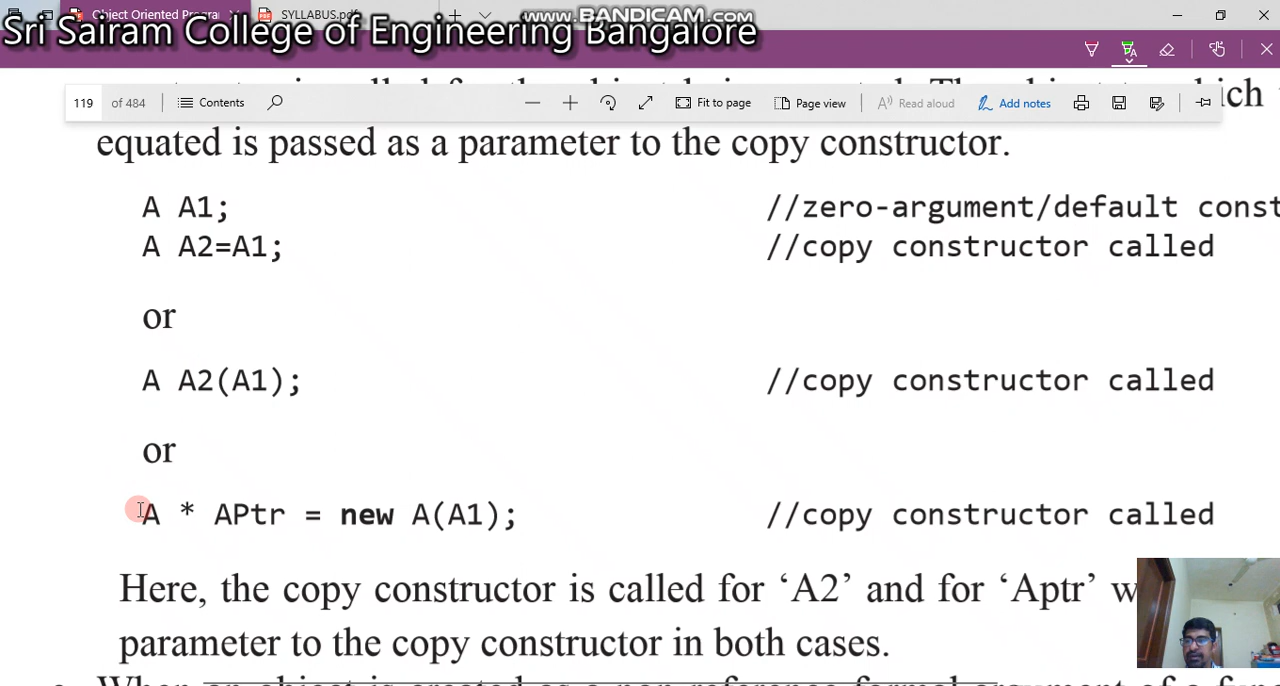 Object Oriented Progra
SYLLABUS.pdf
www.BANDICAM.com
Sri Sairam College of Engineering Bangalore
119 of 484 Contents Fit to page Page view Read aloud Add notes
equated is passed as a parameter to the copy constructor.
A A1; //zero-argument/default const
A A2=A1; //copy constructor called
or
A A2(A1); //copy constructor called
or
A * APtr = new A(A1); //copy constructor called
Here, the copy constructor is called for ‘A2’ and for ‘Aptr’ w
parameter to the copy constructor in both cases.